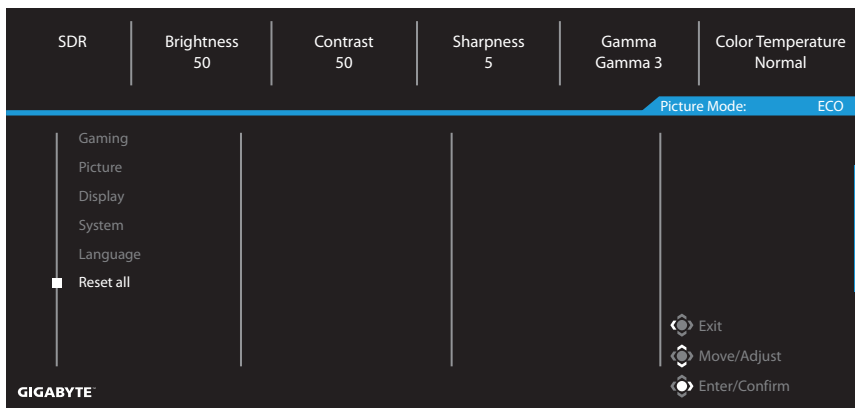 SDR
Brightness
50
Contrast
50
Sharpness
5
Gamma
Gamma 3
Color Temperature
Normal
Picture Mode: ECO
Gaming
Picture
Display
System
Language
Reset all
Exit
Move/Adjust
Enter/Confirm
GIGABYTE™